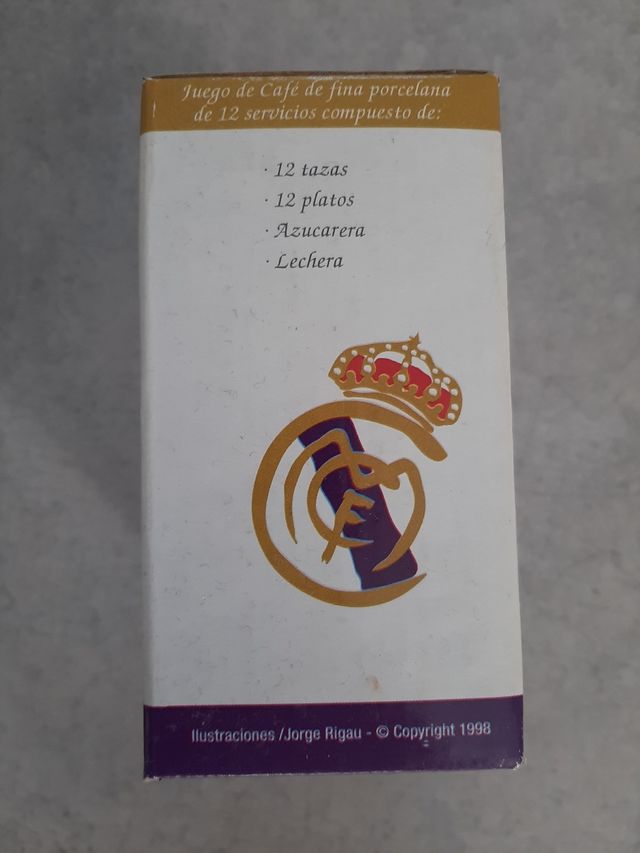 Juego de Café de fina porcelana
de 12 servicios compuesto de:
· 12 tazas
· 12 platos
· Azucarera
· Lechera
Ilustraciones /Jorge Rigau - © Copyright 1998